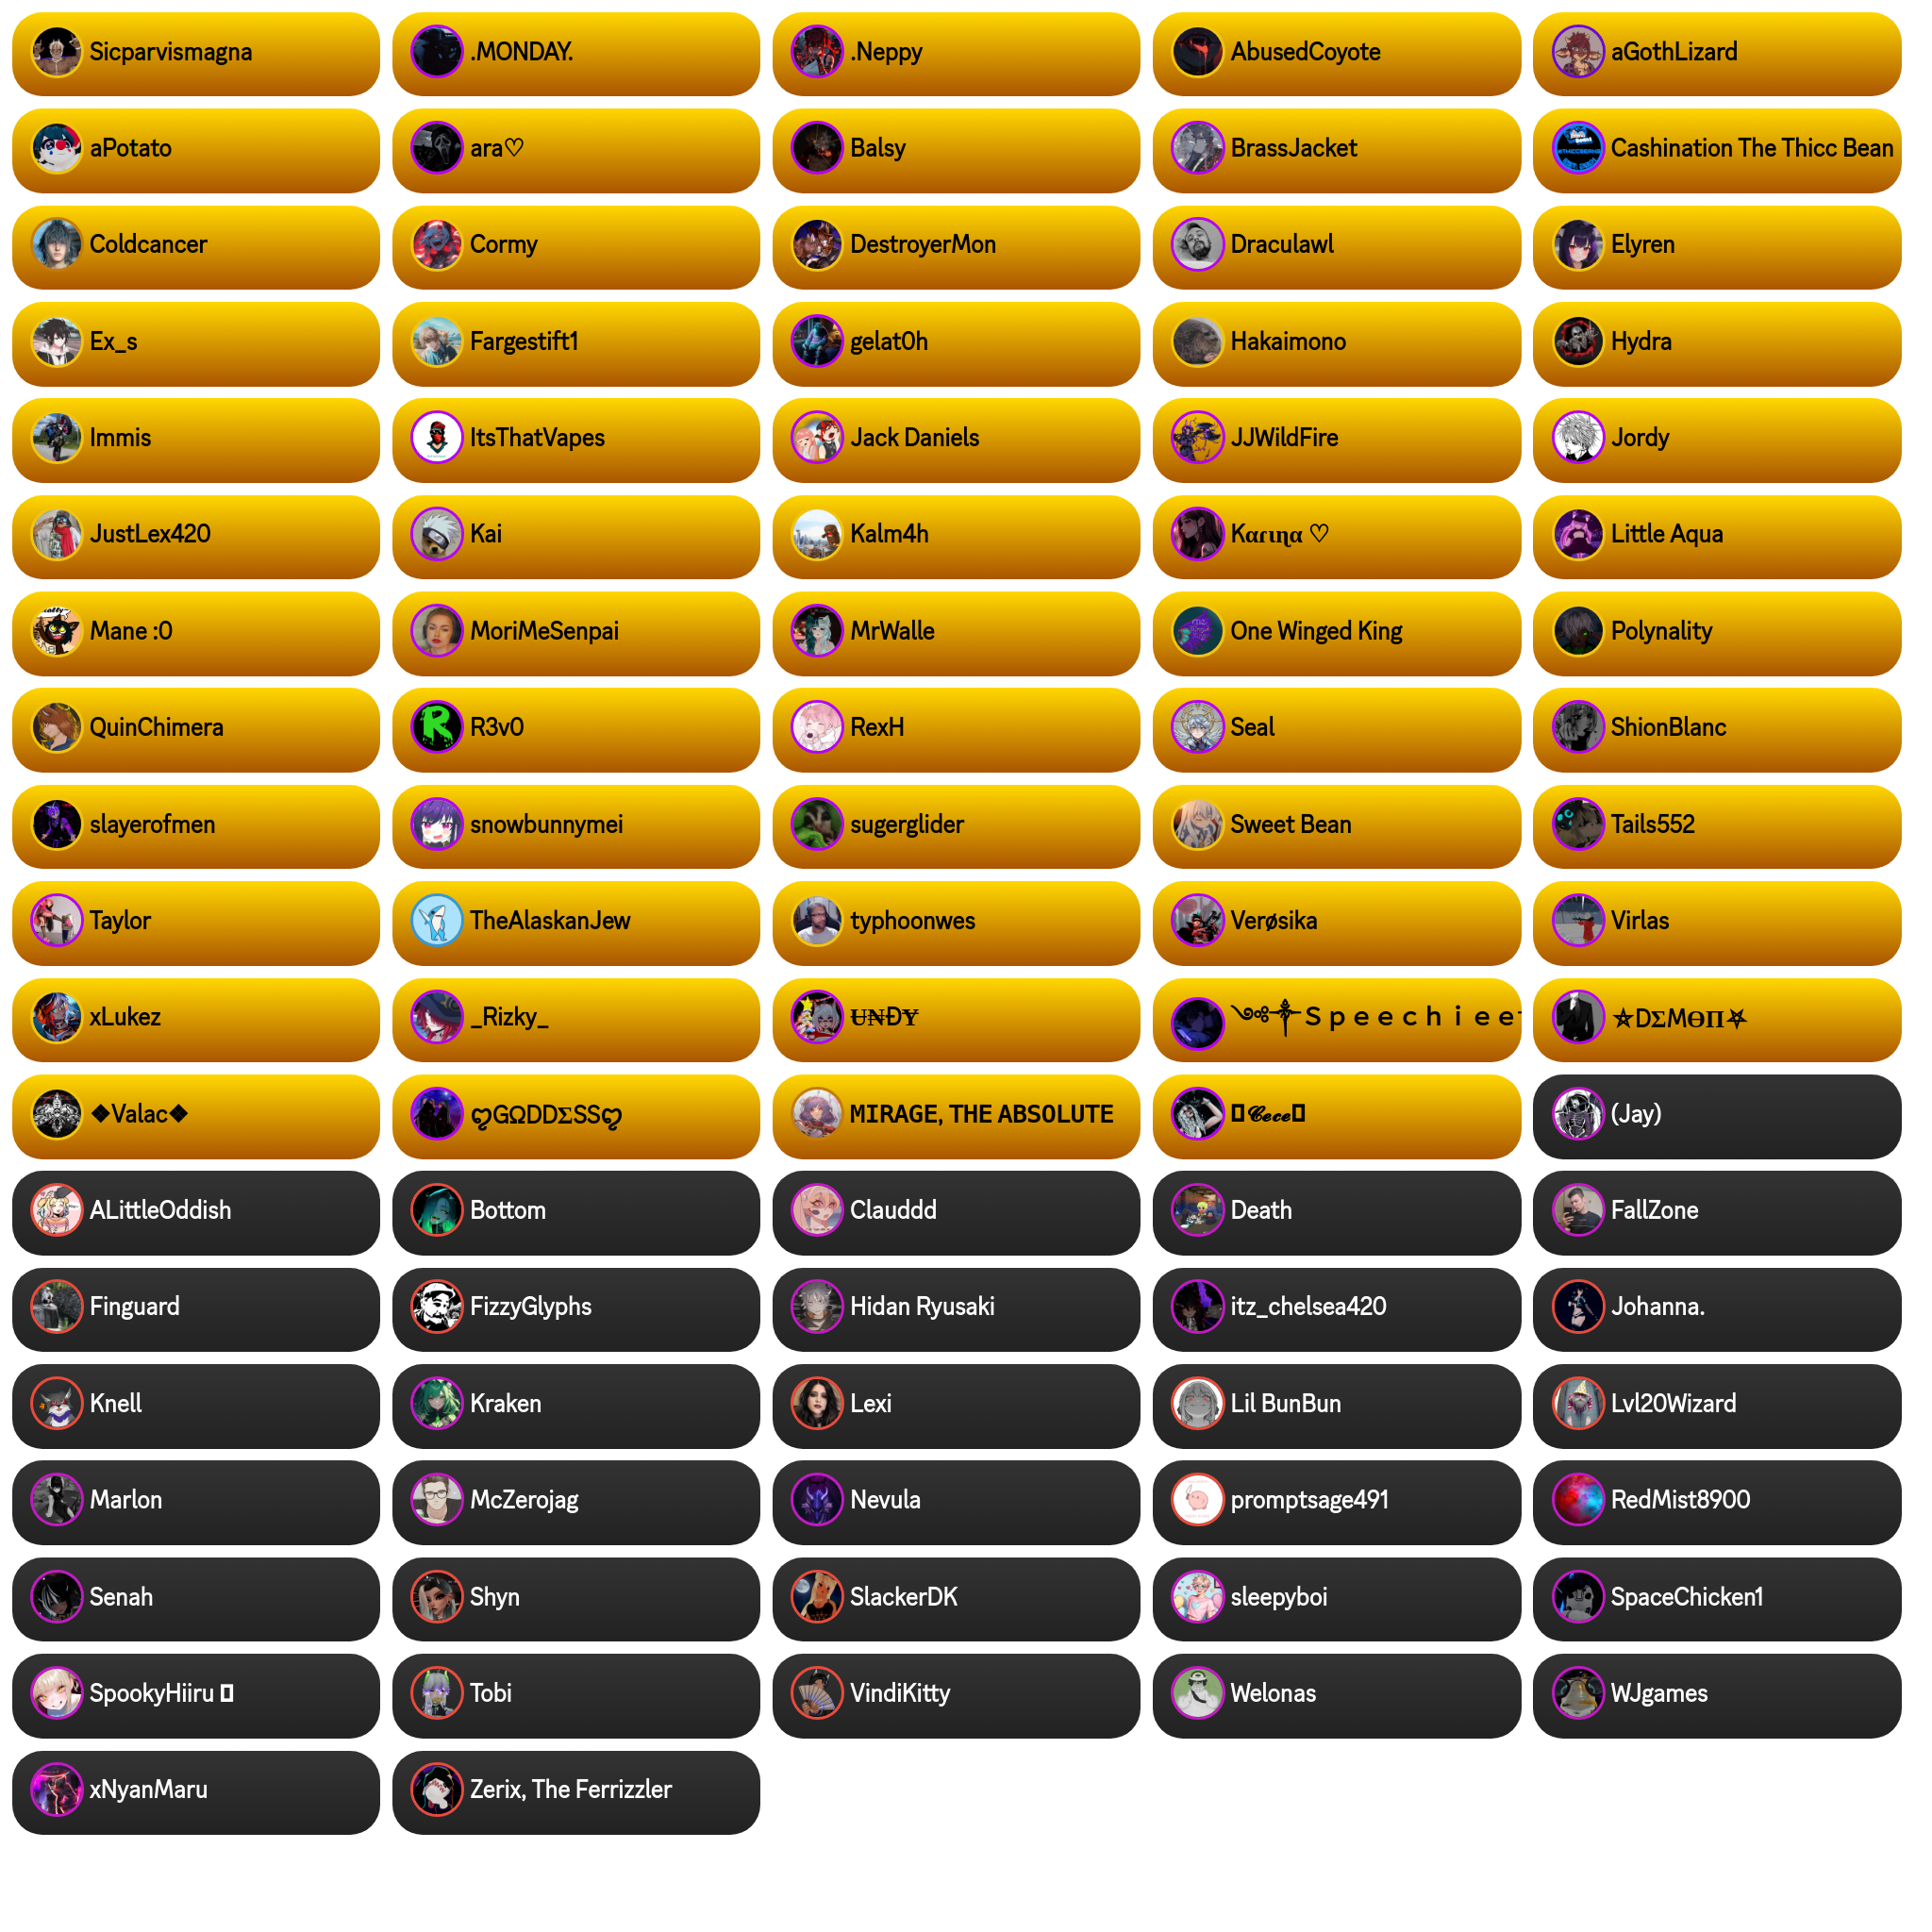 Sicparvismagna
.MONDAY.
.Neppy
AbusedCoyote
aGothLizard
aPotato
ara♡
Balsy
BrassJacket
Cashination The Thicc Bean
Coldcancer
Cormy
DestroyerMon
Draculawl
Elyren
Ex_s
Fargestift1
gelat0h
Hakaimono
Hydra
Immis
ItsThatVapes
Jack Daniels
JJWildFire
Jordy
JustLex420
Kai
Kalm4h
Kαɾιɳα ♡
Little Aqua
Mane :0
MoriMeSenpai
MrWalle
One Winged King
Polynality
QuinChimera
R3v0
RexH
Seal
ShionBlanc
slayerofmen
snowbunnymei
sugerglider
Sweet Bean
Tails552
Taylor
TheAlaskanJew
typhoonwes
Verøsika
Virlas
xLukez
_Rizky_
U̶₦ĐɎ
༺༒Ｓｐｅｅｃｈｉｅｅ
⛥DΣMӨП⛧
❖Valac❖
ღGΩDDΣSSღ
MIRAGE, THE ABSOLUTE
𝓒𝓮𝓬𝓮
(Jay)
ALittleOddish
Bottom
Clauddd
Death
FallZone
Finguard
FizzyGlyphs
Hidan Ryusaki
itz_chelsea420
Johanna.
Knell
Kraken
Lexi
Lil BunBun
Lvl20Wizard
Marlon
McZerojag
Nevula
promptsage491
RedMist8900
Senah
Shyn
SlackerDK
sleepyboi
SpaceChicken1
SpookyHiiru
Tobi
VindiKitty
Welonas
WJgames
xNyanMaru
Zerix, The Ferrizzler